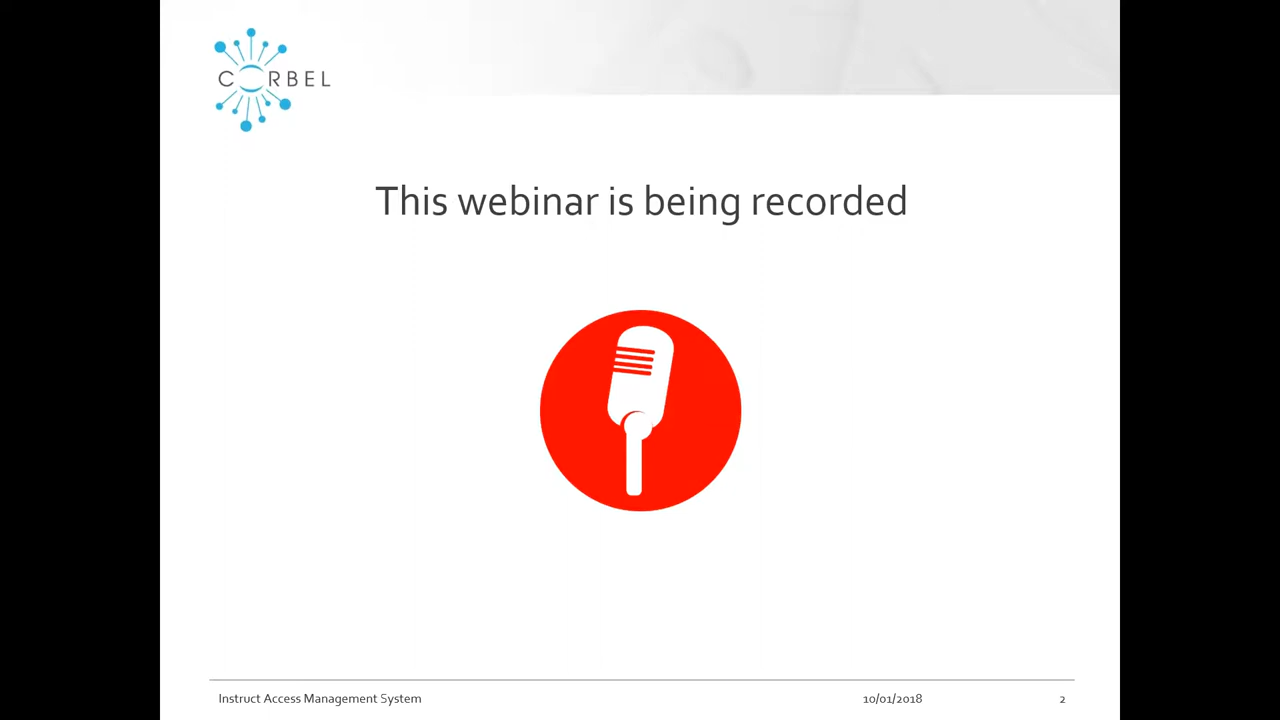 CORBEL
This webinar is being recorded
Instruct Access Management System 10/01/2018 2